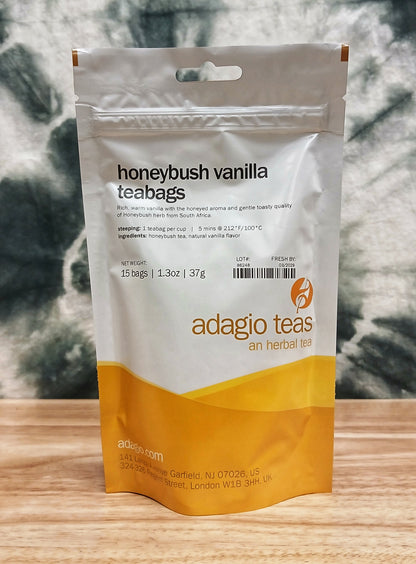 honeybush vanilla
teabags
Rich, warm vanilla with the honeyed aroma and gentle toasty quality
of honeybush herb from South Africa.
steeping: 1 teabag per cup | 5 mins @ 212°F/100°C
ingredients: honeybush tea, natural vanilla flavor
NET WEIGHT:
15 bags | 1.3oz | 37g
LOT#: FRESH BY:
adagio teas
an herbal tea
adagio.com
141 Garfield, NJ 07026, US
Street, London W1B 3HH, UK